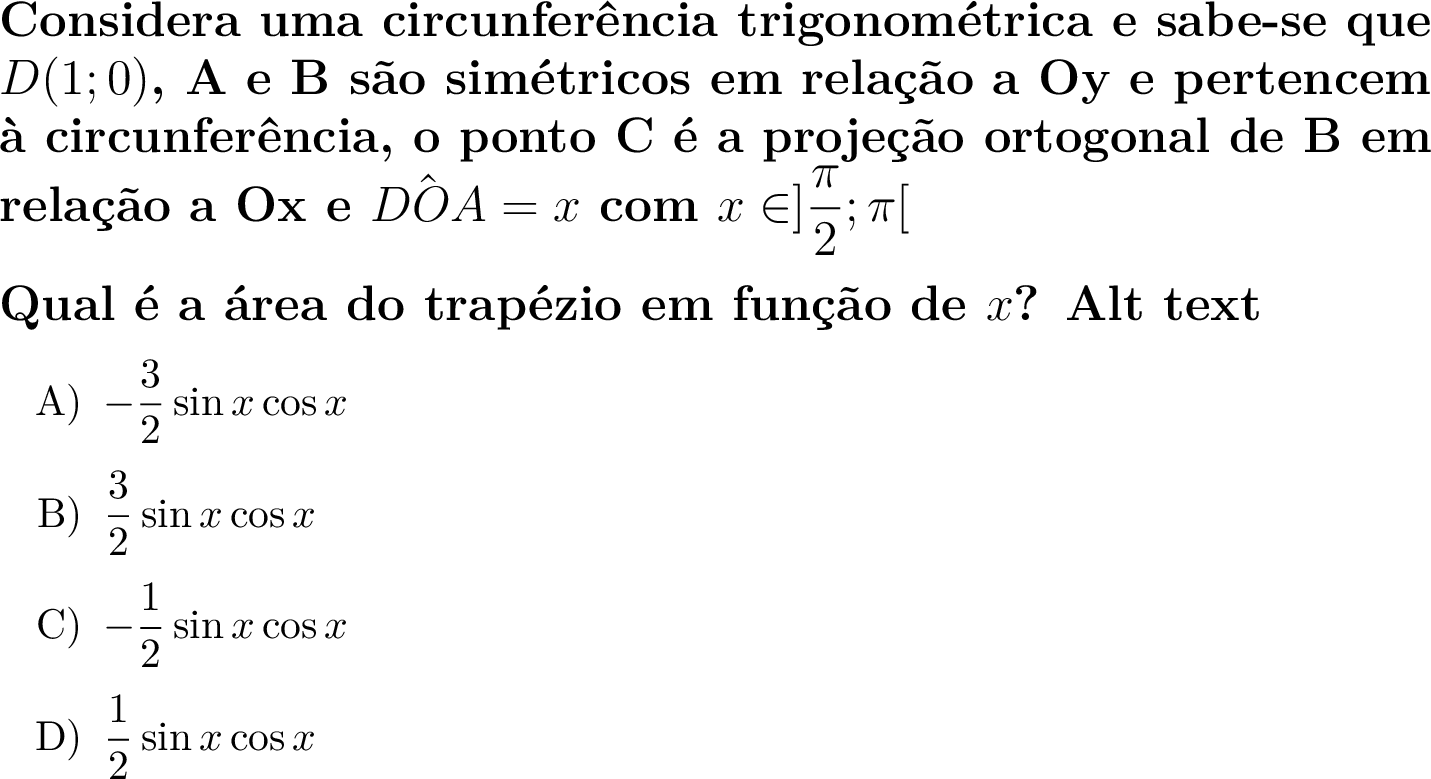 Considera uma circunferência trigonométrica e sabe-se que
D(1; 0), A e B são simétricos em relação a Oy e pertencem
à circunferência, o ponto C é a projeção ortogonal de B em
relação a Ox e $D\hat{O}A = x$ com $x \in ]\frac{\pi}{2}; \pi[$
Qual é a área do trapézio em função de x? Alt text
A) $-\frac{3}{2} \sin x \cos x$
B) $\frac{3}{2} \sin x \cos x$
C) $-\frac{1}{2} \sin x \cos x$
D) $\frac{1}{2} \sin x \cos x$